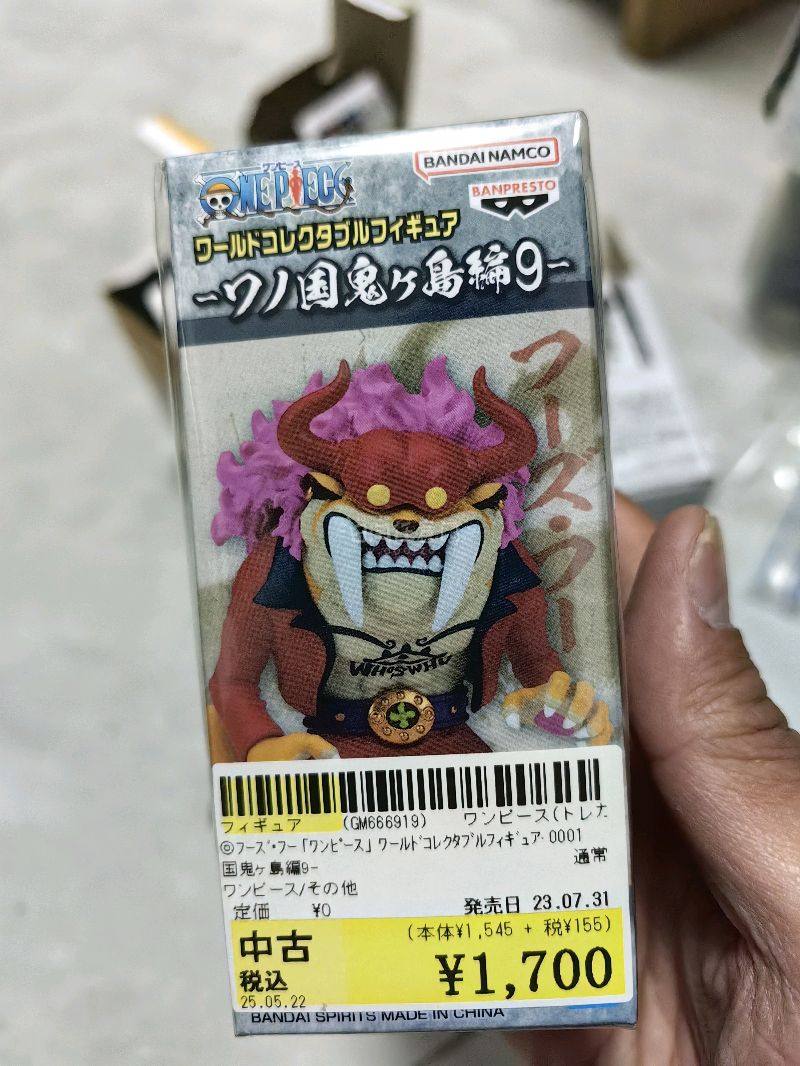 BANDAI NAMCO
ワンピース
ONE PIECE
BANPRESTO
ワールドコレクタブルフィギュア
-ワノ国鬼ヶ島編9-
フーズ・フー
WHO'S WHO
フィギュア (GM666919) ワンピース(トレカ
◎フーズ・フー「ワンピース」 ワールドコレクタブルフィギュア- 0001
国鬼ヶ島編9- 通常
ワンピース/その他
定価 ¥0 発売日 23.07.31
中古 (本体¥1,545 + 税¥155)
税込 ¥1,700
25.05.22
BANDAI SPIRITS MADE IN CHINA